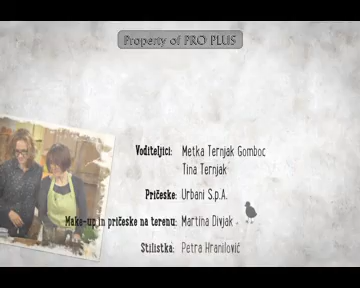 Property of PRO PLUS
Voditeljici: Metka Ternjak Gomboc
Tina Ternjak
Pričeske: Urbani S.p.A.
Make-up in pričeske na terenu: Martina Divjak
Stilistka: Petra Hranilovič